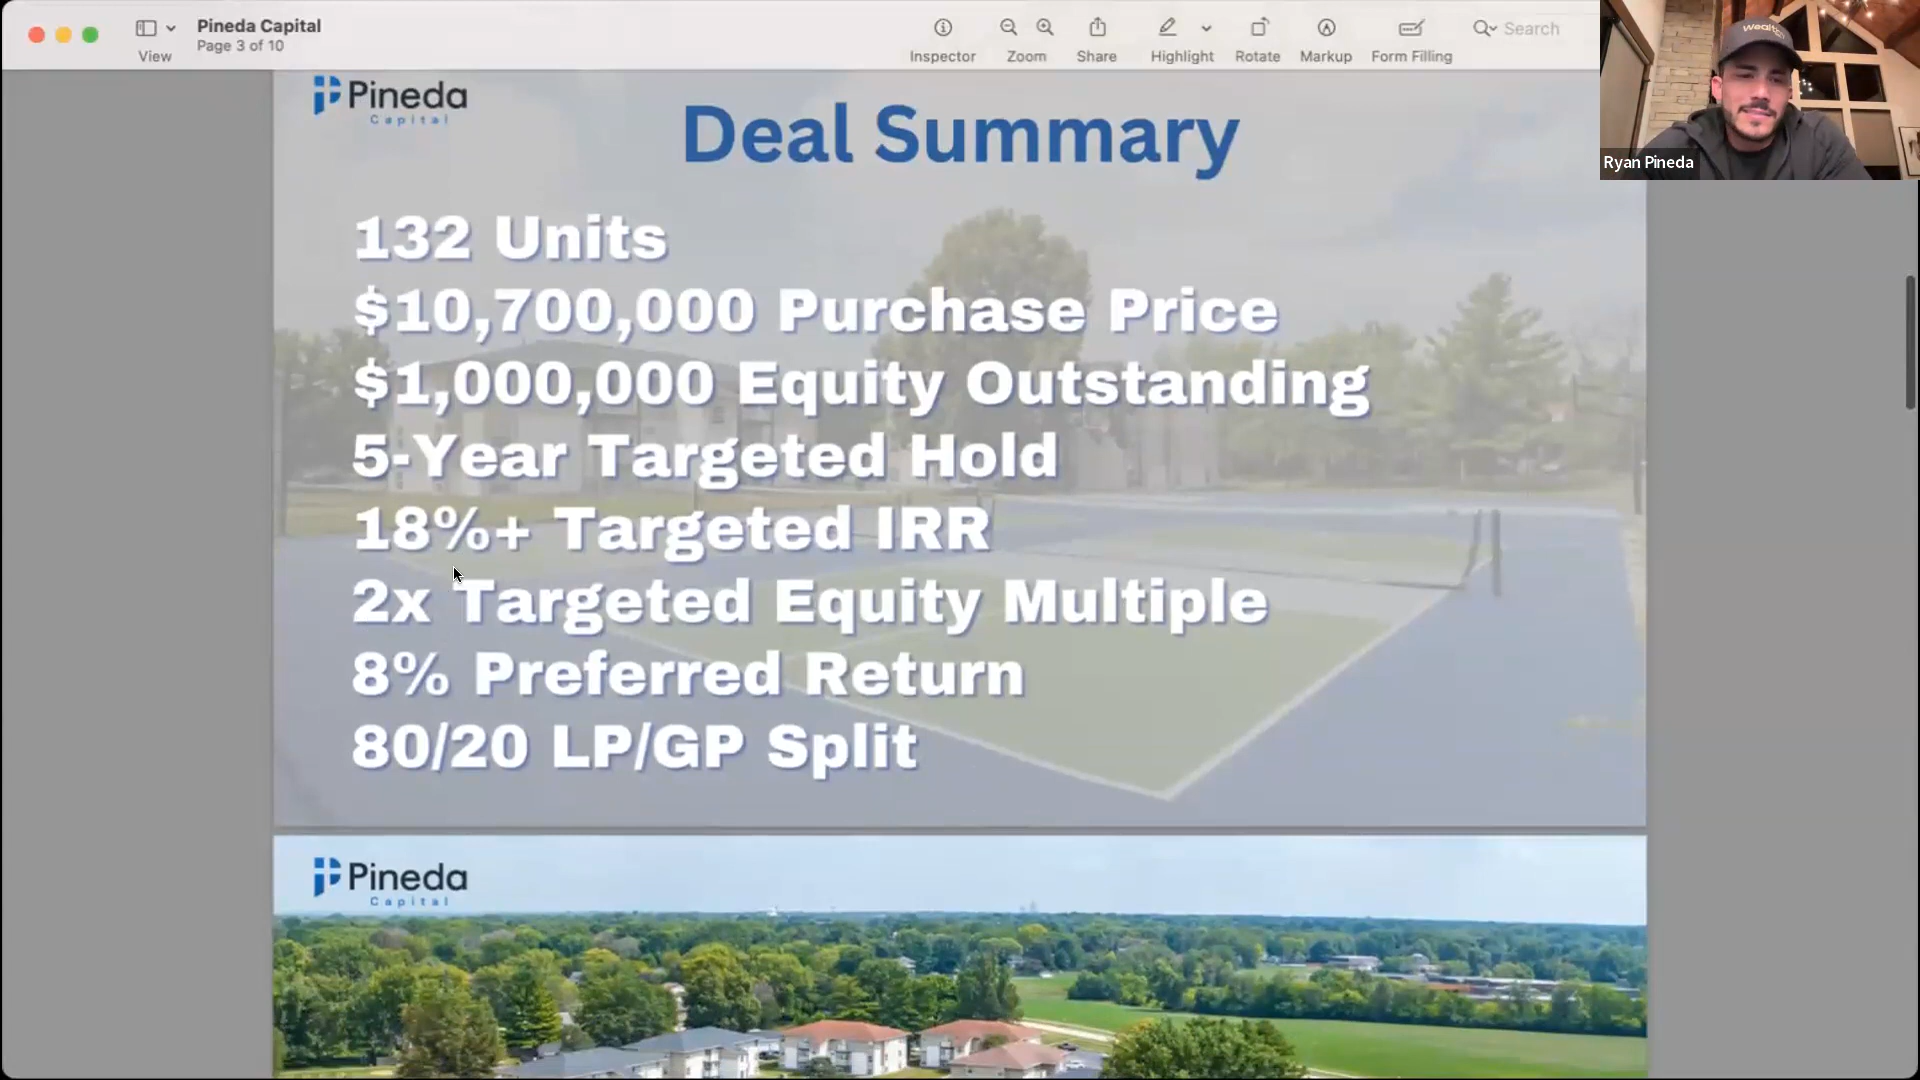 Pineda Capital
Page 3 of 10
View
Inspector
Zoom
Share
Highlight
Rotate
Markup
Form Filling
Search
Wealth
Ryan Pineda
Pineda
Capital
Deal Summary
132 Units
$10,700,000 Purchase Price
$1,000,000 Equity Outstanding
5-Year Targeted Hold
18%+ Targeted IRR
2x Targeted Equity Multiple
8% Preferred Return
80/20 LP/GP Split
Pineda
Capital